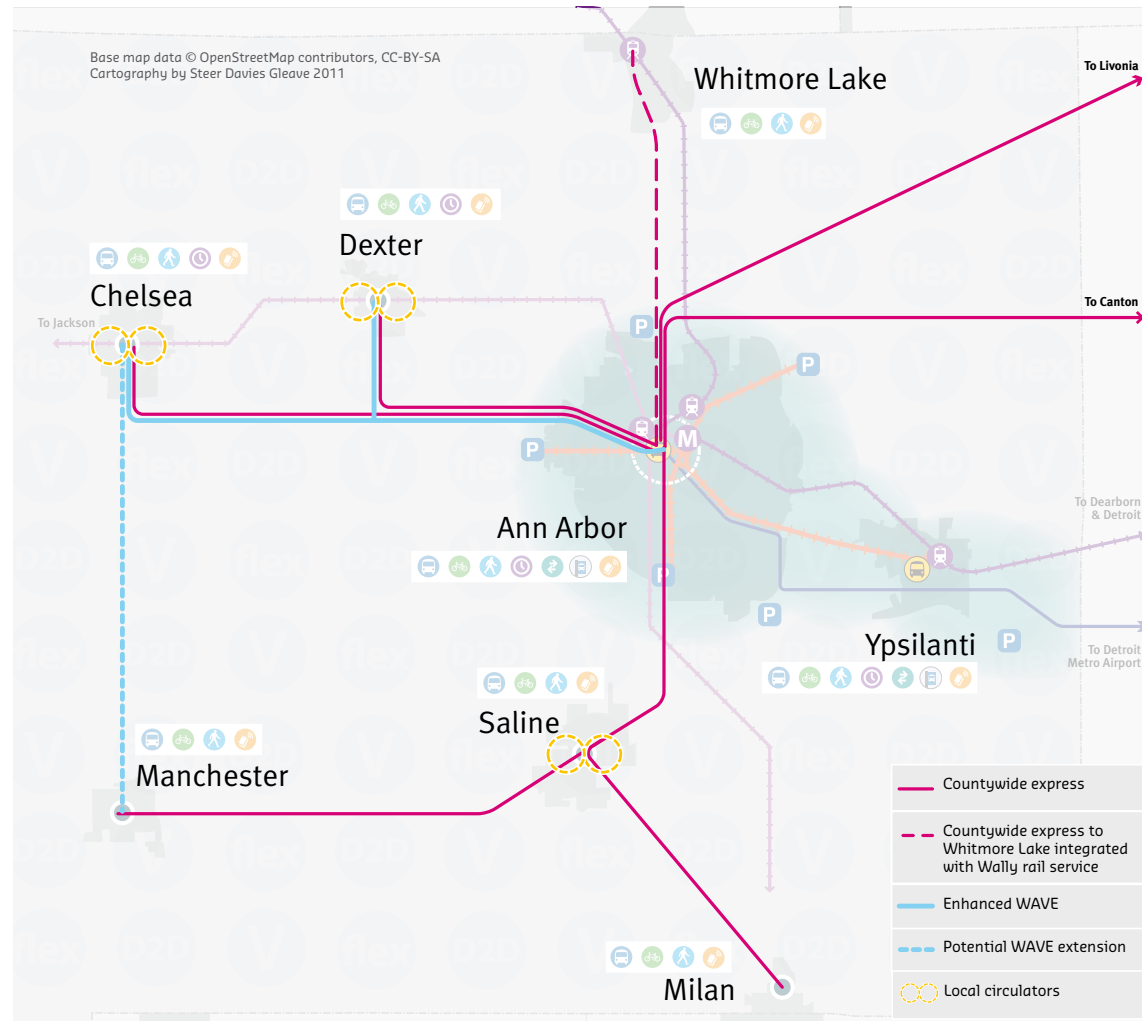 Base map data © OpenStreetMap contributors, CC-BY-SA
Cartography by Steer Davies Gleave 2011
Whitmore Lake
To Livonia
Dexter
Chelsea
To Jackson
To Canton
P
P
P
M
Ann Arbor
To Dearborn
& Detroit
P
P
P
Ypsilanti
To Detroit
Metro Airport
Saline
Manchester
Milan
Countywide express
Countywide express to
Whitmore Lake integrated
with Wally rail service
Enhanced WAVE
Potential WAVE extension
Local circulators